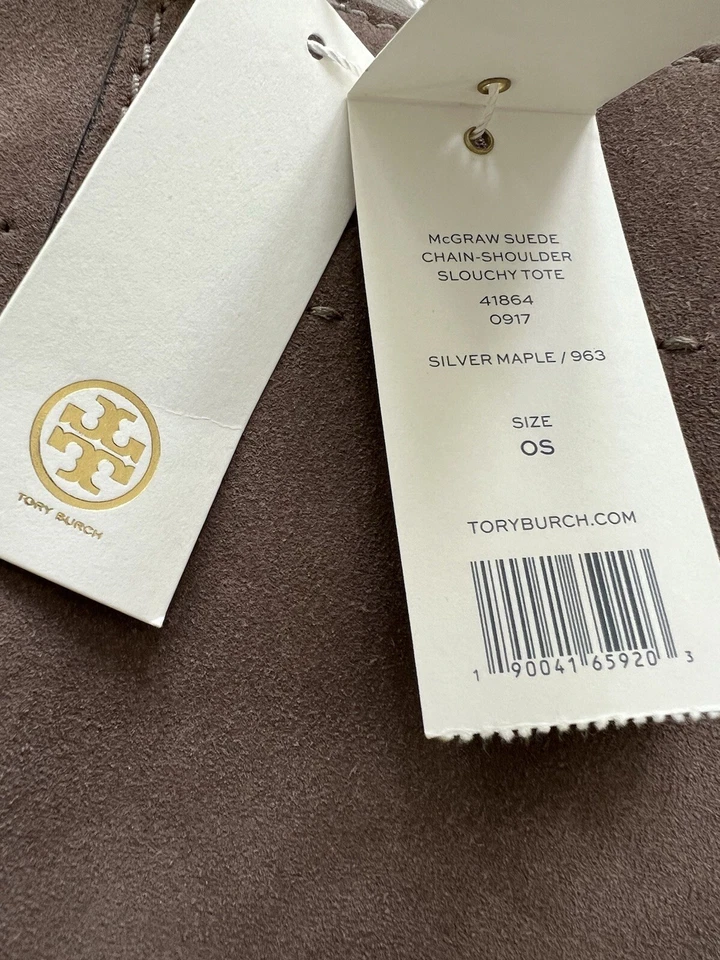 TORY BURCH
McGRAW SUEDE
CHAIN-SHOULDER
SLOUCHY TOTE
41864
0917
SILVER MAPLE / 963
SIZE
OS
TORYBURCH.COM
1 90041 65920 3